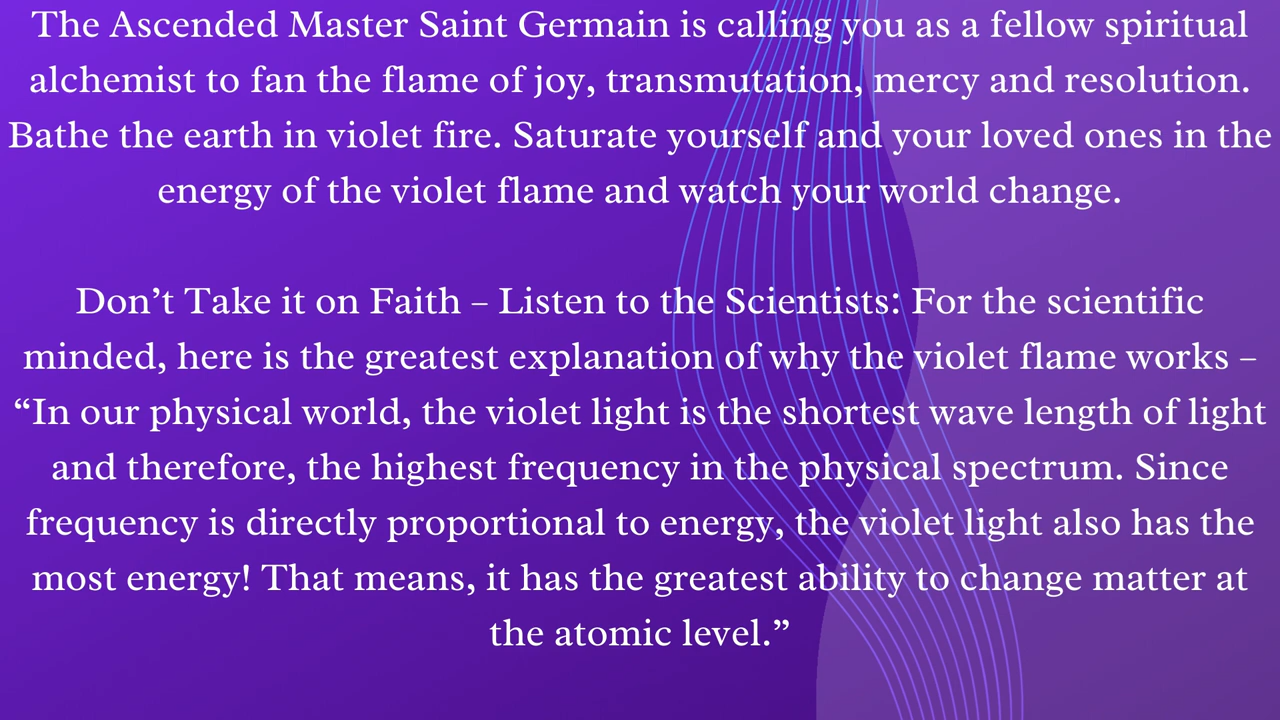 The Ascended Master Saint Germain is calling you as a fellow spiritual
alchemist to fan the flame of joy, transmutation, mercy and resolution.
Bathe the earth in violet fire. Saturate yourself and your loved ones in the
energy of the violet flame and watch your world change.
Don’t Take it on Faith – Listen to the Scientists: For the scientific
minded, here is the greatest explanation of why the violet flame works –
“In our physical world, the violet light is the shortest wave length of light
and therefore, the highest frequency in the physical spectrum. Since
frequency is directly proportional to energy, the violet light also has the
most energy! That means, it has the greatest ability to change matter at
the atomic level.”